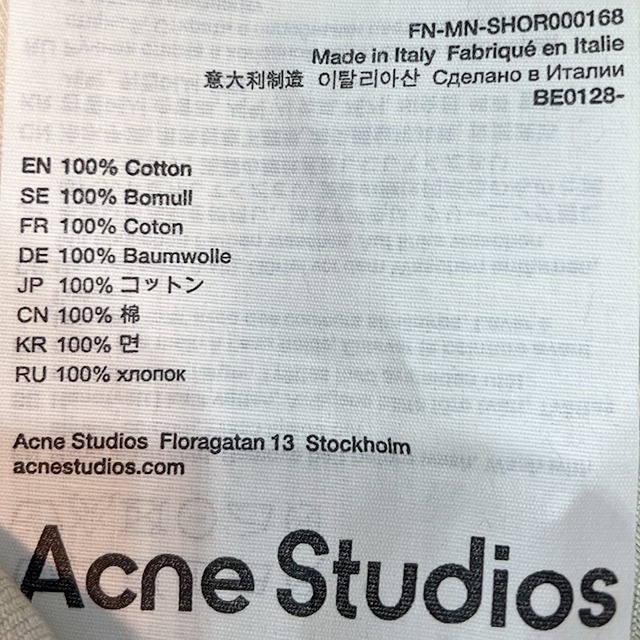 FN-MN-SHOR000168
Made in Italy Fabriqué en Italie
意大利制造 이탈리아산 Сделано в Италии
BE0128-
EN 100% Cotton
SE 100% Bomull
FR 100% Coton
DE 100% Baumwolle
JP 100% コットン
CN 100% 棉
KR 100% 면
RU 100% хлопок
Acne Studios Floragatan 13 Stockholm
acnestudios.com
Acne Studios